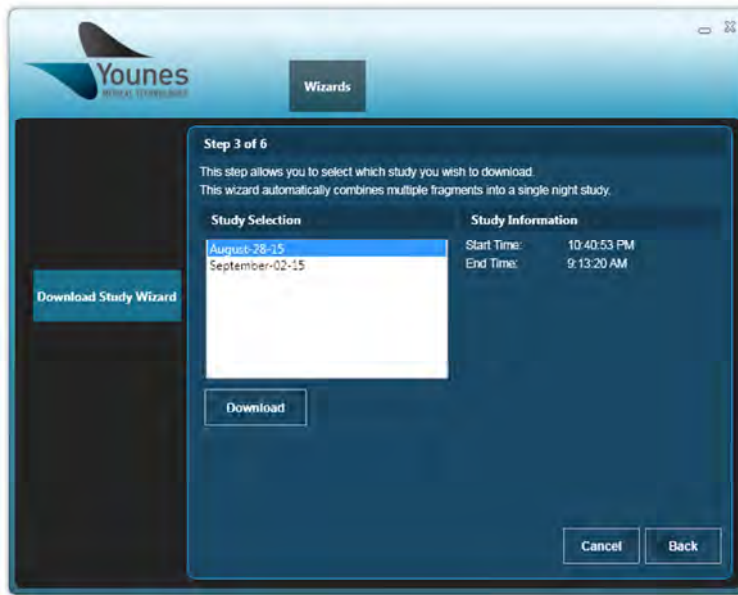 Younes
MEDICAL TECHNOLOGIES
Wizards
Step 3 of 6
This step allows you to select which study you wish to download.
This wizard automatically combines multiple fragments into a single night study.
Study Selection
August-28-15
September-02-15
Study Information
Start Time: 10:40:53 PM
End Time: 9:13:20 AM
Download Study Wizard
Download
Cancel
Back